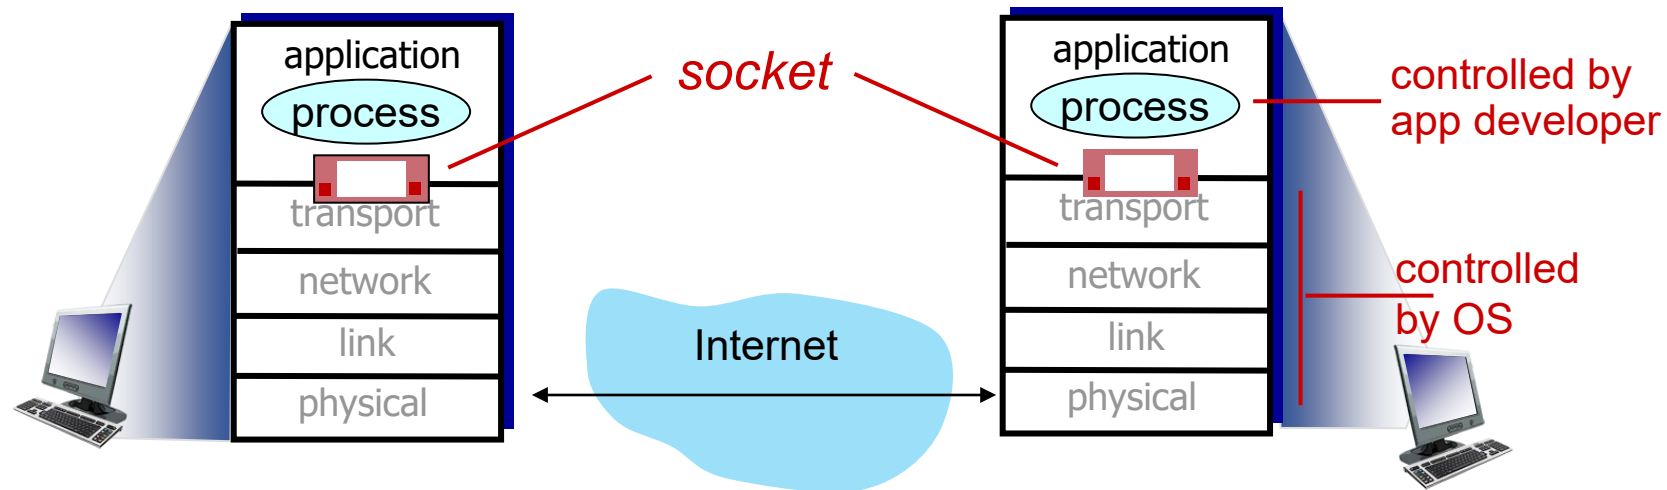 application
process
transport
network
link
physical
socket
Internet
application
process
transport
network
link
physical
controlled by
app developer
controlled
by OS